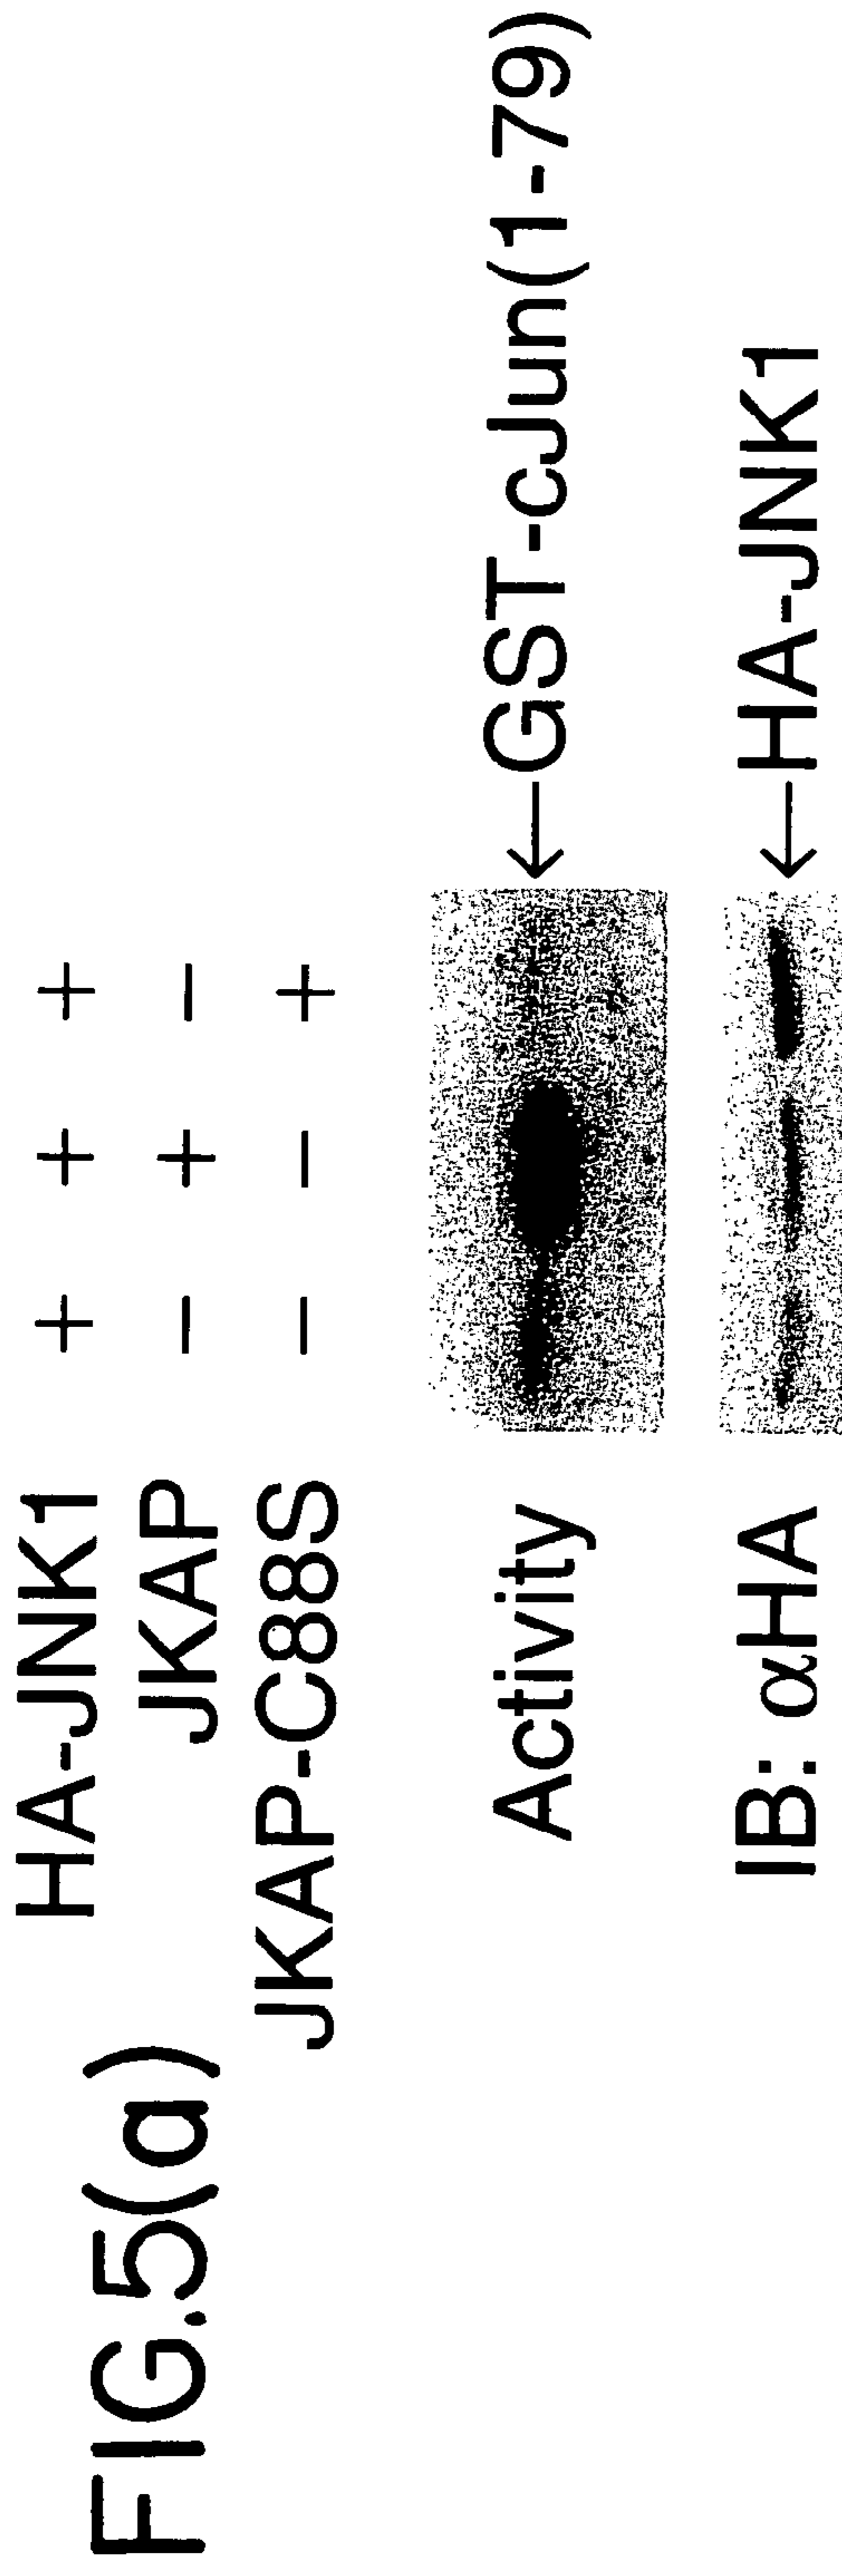 FIG.5(a)
HA-JNK1 + + +
JKAP − + −
JKAP-C88S − − +
Activity ←GST-cJun(1-79)
IB: αHA ←HA-JNK1